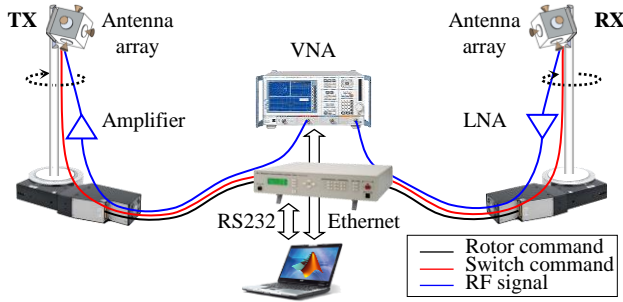 TX
Antenna
array
VNA
Antenna
array
RX
Amplifier
LNA
RS232
Ethernet
Rotor command
Switch command
RF signal